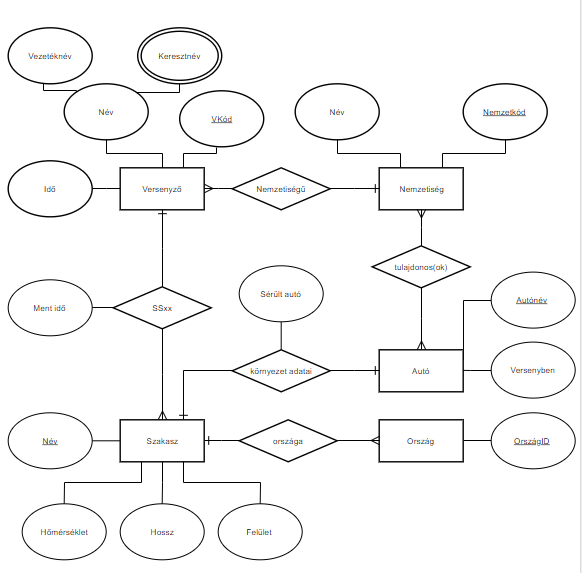 Vezetéknév
Keresztnév
Név
VKód
Név
Nemzetkód
Idő
Versenyző
Nemzetiségű
Nemzetiség
tulajdonos(ok)
Ment idő
SSxx
Sérült autó
Autónév
környezet adatai
Autó
Versenyben
Név
Szakasz
országa
Ország
OrszágID
Hőmérséklet
Hossz
Felület